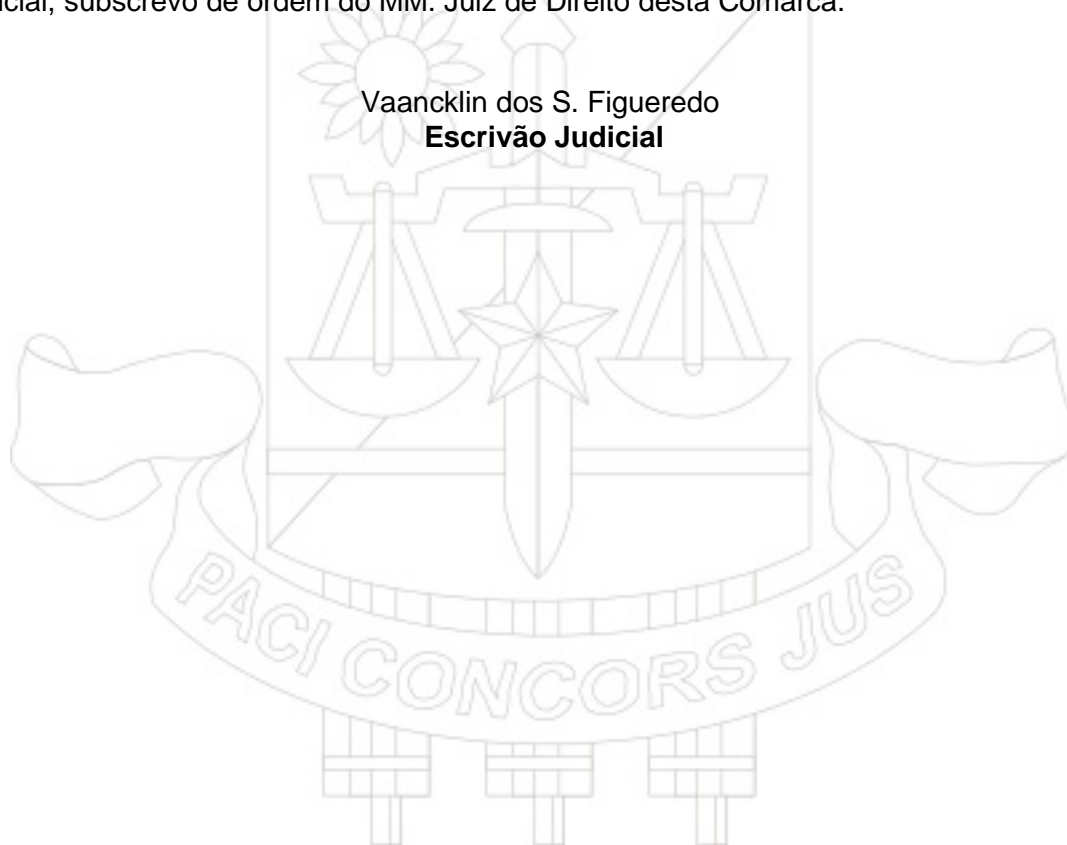 cial, subscrevo de ordem do MM. Juiz de Direito desta Comarca.
Vaancklin dos S. Figueredo
Escrivão Judicial
PACI CONCORS JUS